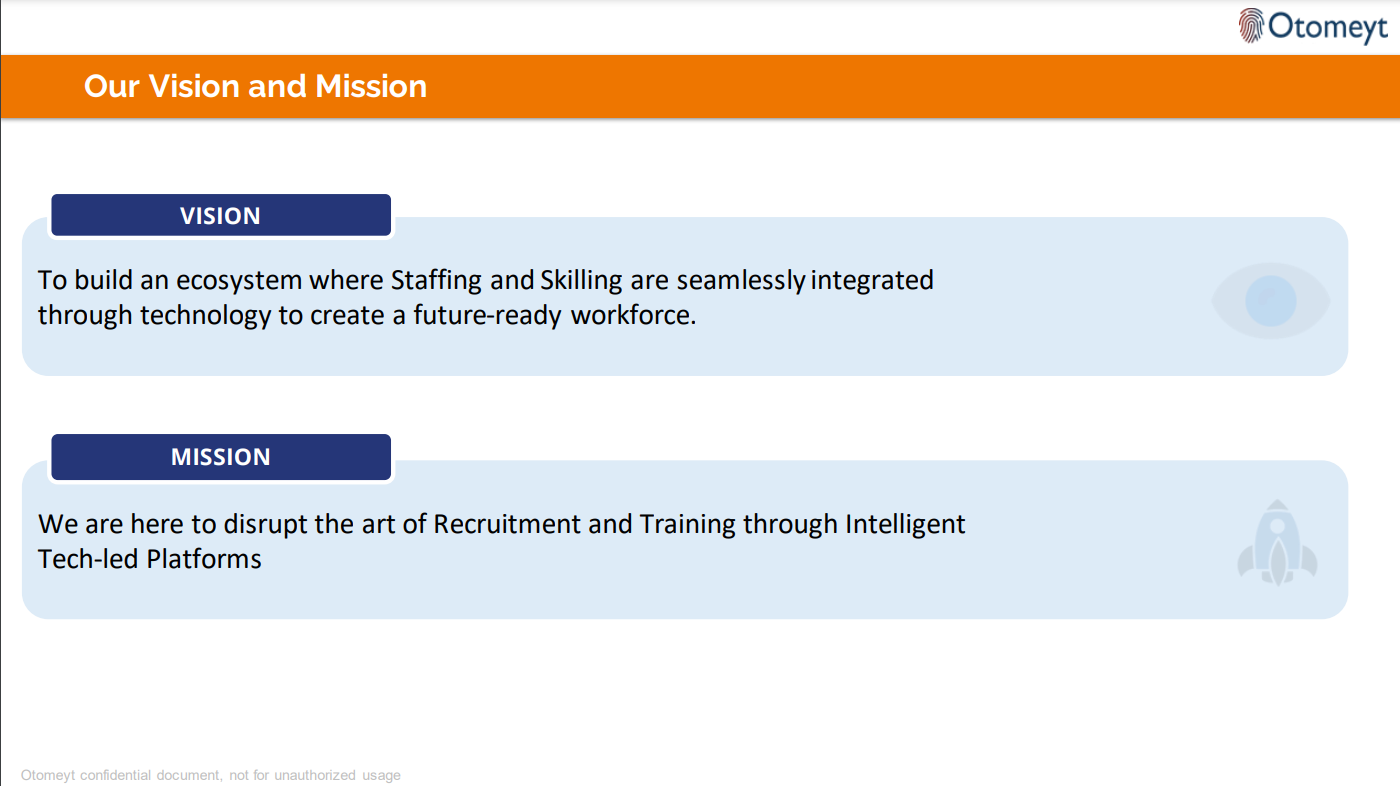 Otomeyt
Our Vision and Mission
VISION
To build an ecosystem where Staffing and Skilling are seamlessly integrated
through technology to create a future-ready workforce.
MISSION
We are here to disrupt the art of Recruitment and Training through Intelligent
Tech-led Platforms
Otomeyt confidential document, not for unauthorized usage